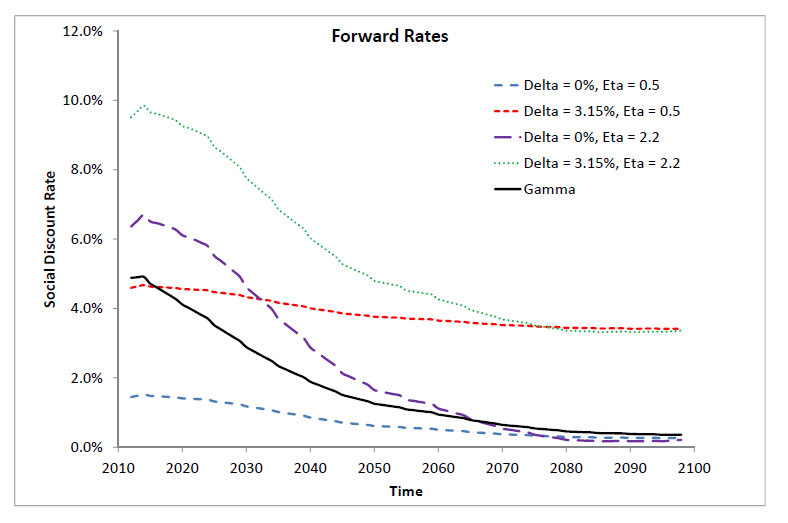 Forward Rates
12.0%
10.0%
8.0%
6.0%
4.0%
2.0%
0.0%
Social Discount Rate
Delta = 0%, Eta = 0.5
Delta = 3.15%, Eta = 0.5
Delta = 0%, Eta = 2.2
Delta = 3.15%, Eta = 2.2
Gamma
2010 2020 2030 2040 2050 2060 2070 2080 2090 2100
Time